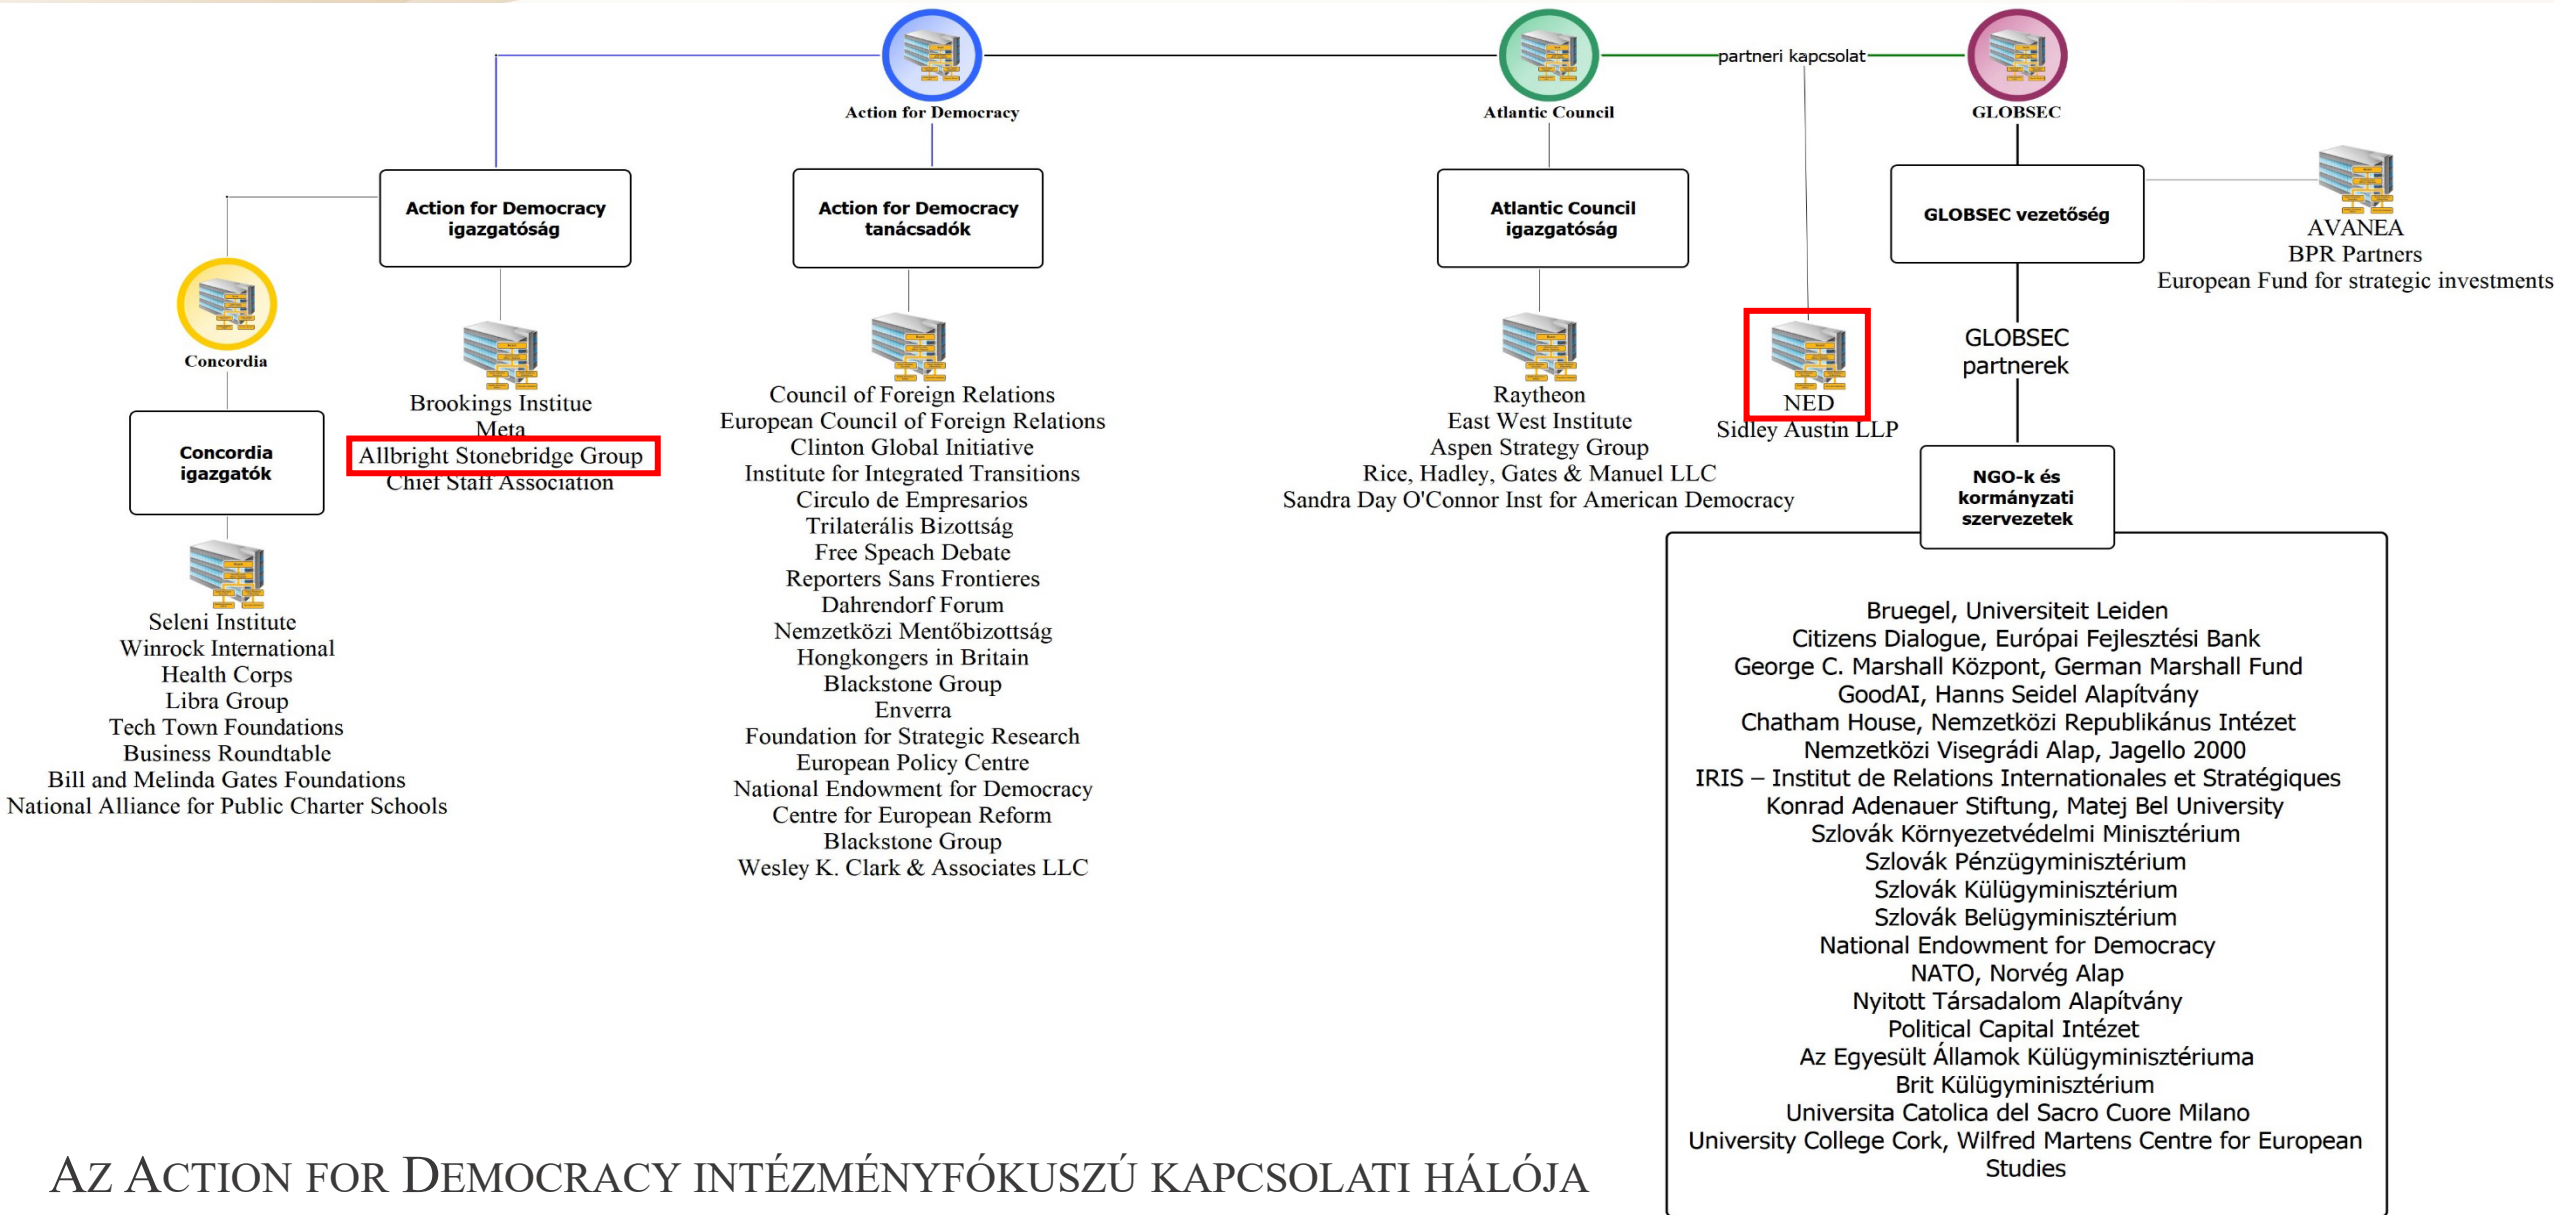 Action for Democracy
Atlantic Council
partneri kapcsolat
GLOBSEC
Action for Democracy
igazgatóság
Action for Democracy
tanácsadók
Atlantic Council
igazgatóság
GLOBSEC vezetőség
AVANEA
BPR Partners
European Fund for strategic investments
Concordia
Concordia
igazgatók
Seleni Institute
Winrock International
Health Corps
Libra Group
Tech Town Foundations
Business Roundtable
Bill and Melinda Gates Foundations
National Alliance for Public Charter Schools
Brookings Institue
Meta
Allbright Stonebridge Group
Chief Staff Association
Council of Foreign Relations
European Council of Foreign Relations
Clinton Global Initiative
Institute for Integrated Transitions
Circulo de Empresarios
Trilaterális Bizottság
Free Speach Debate
Reporters Sans Frontieres
Dahrendorf Forum
Nemzetközi Mentőbizottság
Hongkongers in Britain
Blackstone Group
Enverra
Foundation for Strategic Research
European Policy Centre
National Endowment for Democracy
Centre for European Reform
Blackstone Group
Wesley K. Clark & Associates LLC
Raytheon
East West Institute
Aspen Strategy Group
Rice, Hadley, Gates & Manuel LLC
Sandra Day O'Connor Inst for American Democracy
NED
Sidley Austin LLP
GLOBSEC
partnerek
NGO-k és
kormányzati
szervezetek
Bruegel, Universiteit Leiden
Citizens Dialogue, Európai Fejlesztési Bank
George C. Marshall Központ, German Marshall Fund
GoodAI, Hanns Seidel Alapítvány
Chatham House, Nemzetközi Republikánus Intézet
Nemzetközi Visegrádi Alap, Jagello 2000
IRIS – Institut de Relations Internationales et Stratégiques
Konrad Adenauer Stiftung, Matej Bel University
Szlovák Környezetvédelmi Minisztérium
Szlovák Pénzügyminisztérium
Szlovák Külügyminisztérium
Szlovák Belügyminisztérium
National Endowment for Democracy
NATO, Norvég Alap
Nyitott Társadalom Alapítvány
Political Capital Intézet
Az Egyesült Államok Külügyminisztériuma
Brit Külügyminisztérium
Universita Catolica del Sacro Cuore Milano
University College Cork, Wilfred Martens Centre for European
Studies
AZ ACTION FOR DEMOCRACY INTÉZMÉNYFÓKUSZÚ KAPCSOLATI HÁLÓJA